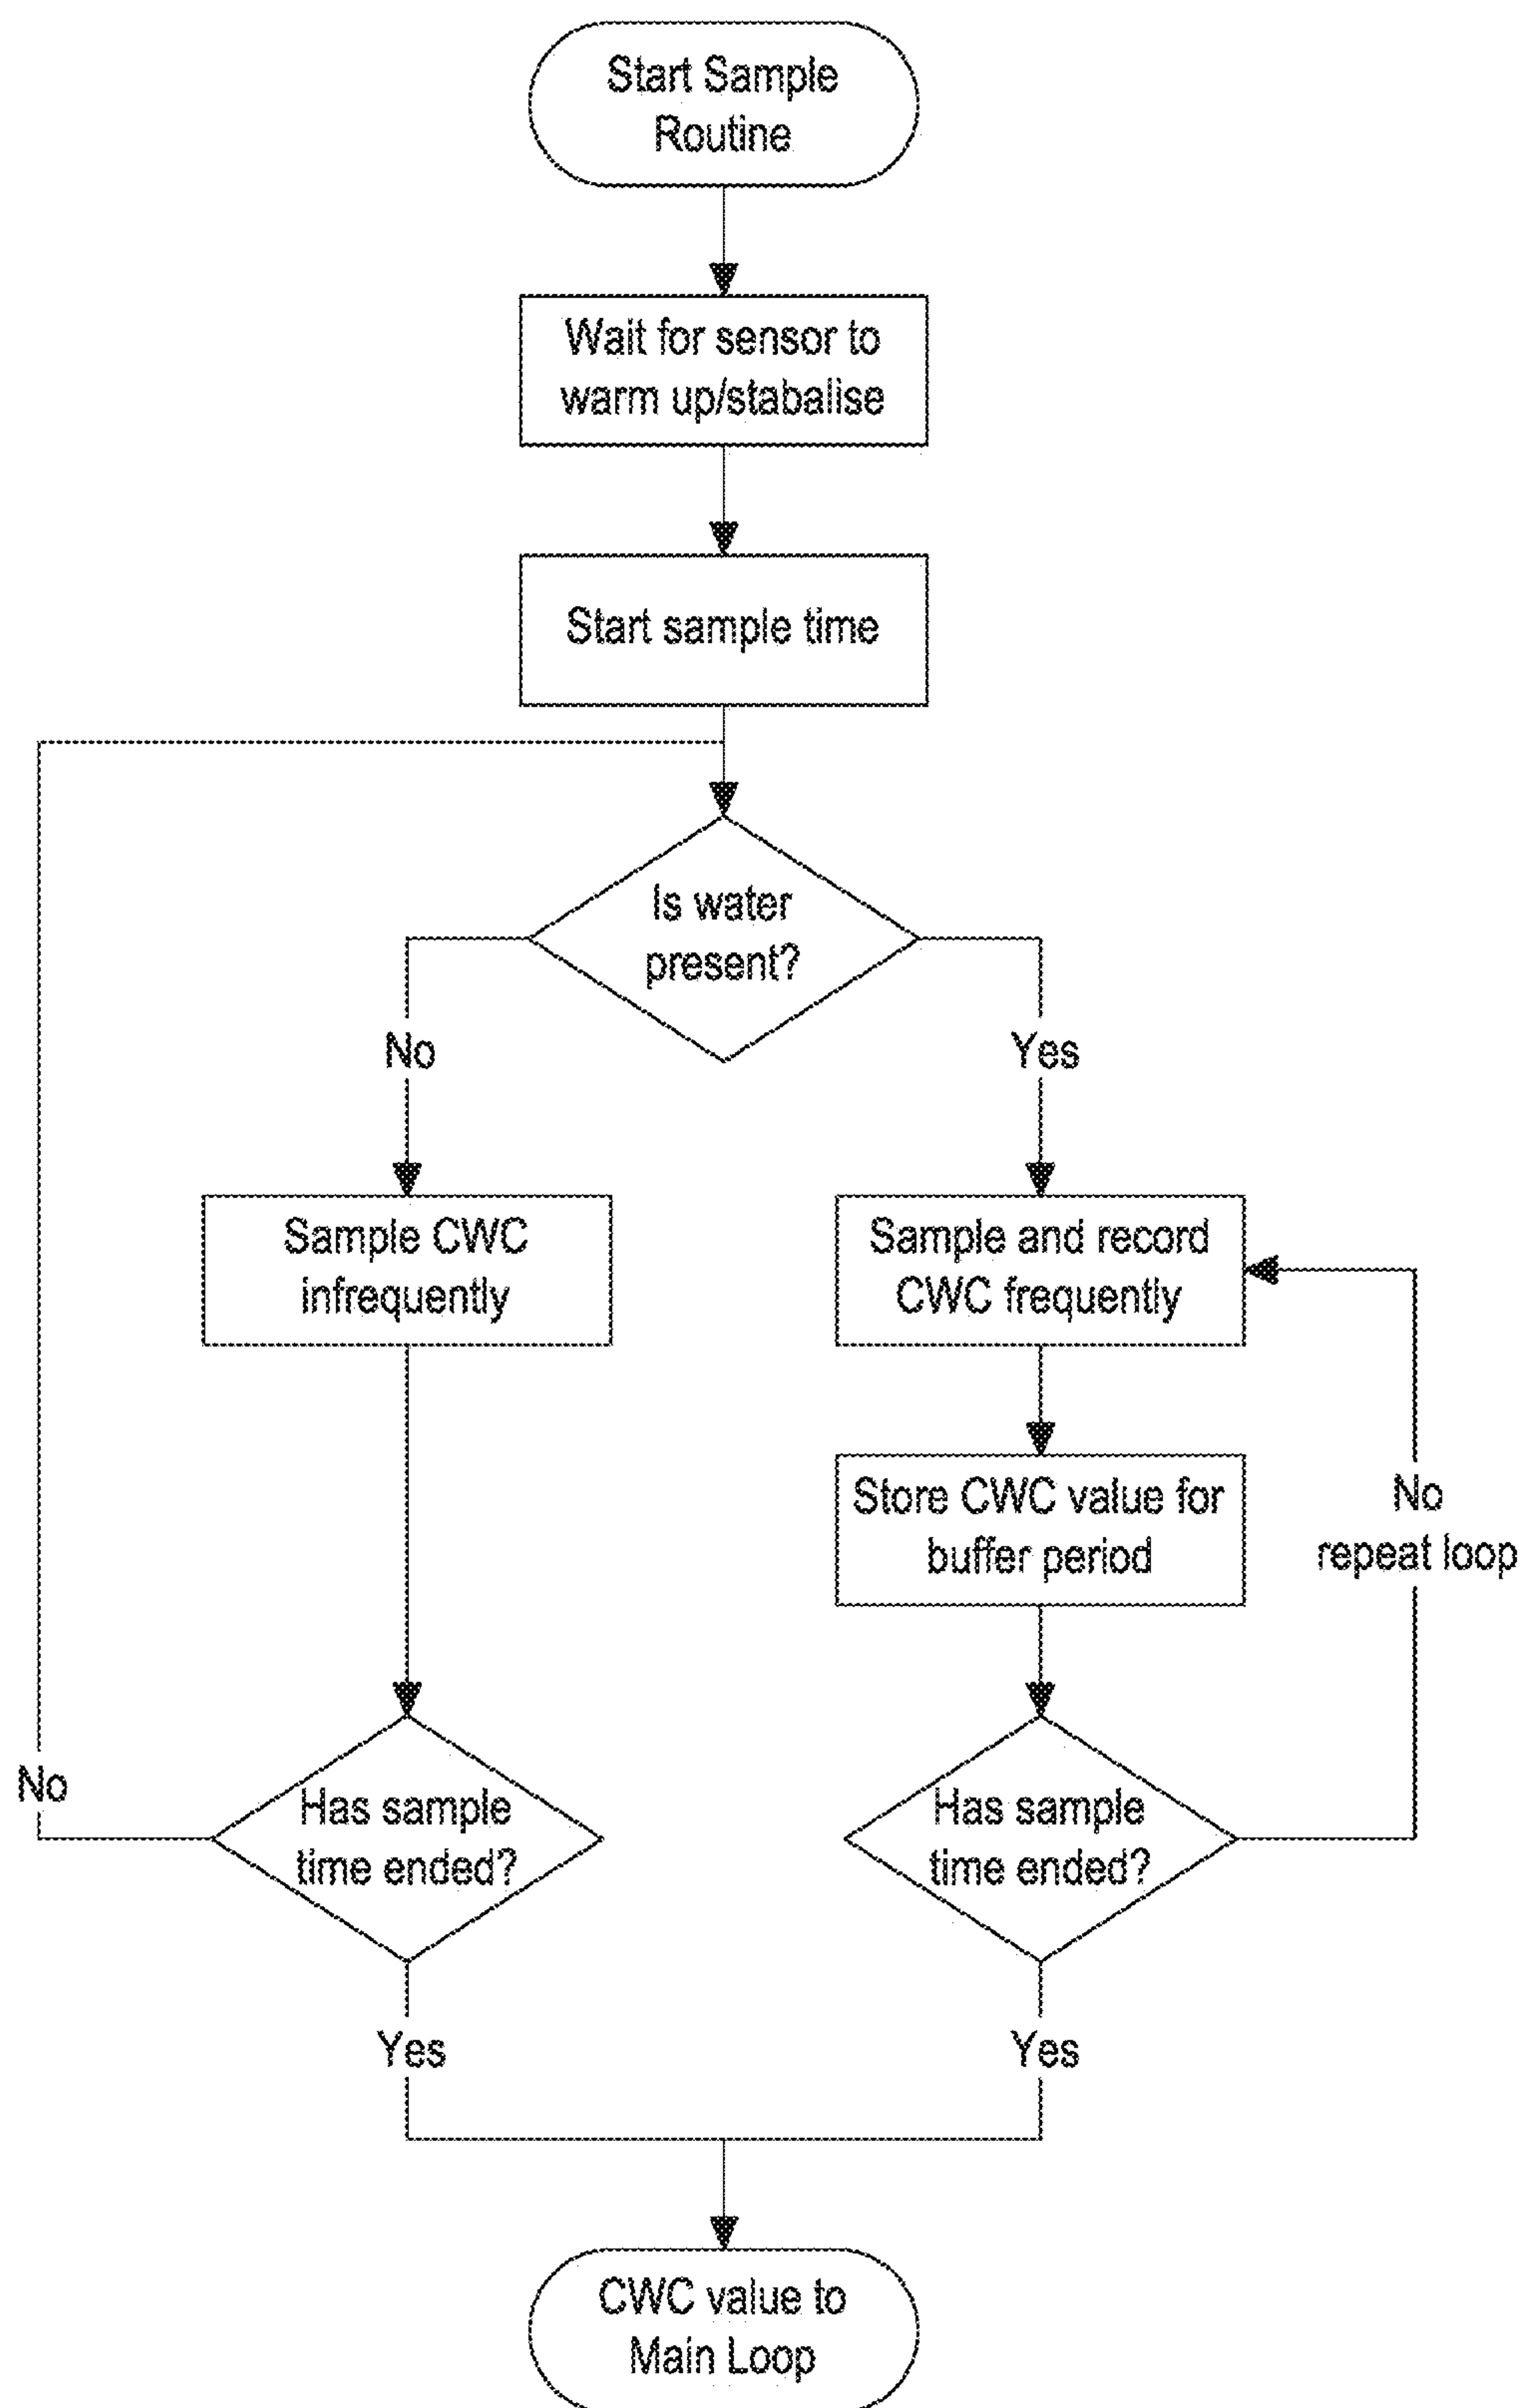 Start Sample
Routine
Wait for sensor to
warm up/stabalise
Start sample time
Is water
present?
No
Yes
Sample CWC
infrequently
Sample and record
CWC frequently
Store CWC value for
buffer period
No
repeat loop
No
Has sample
time ended?
Has sample
time ended?
Yes
Yes
CWC value to
Main Loop